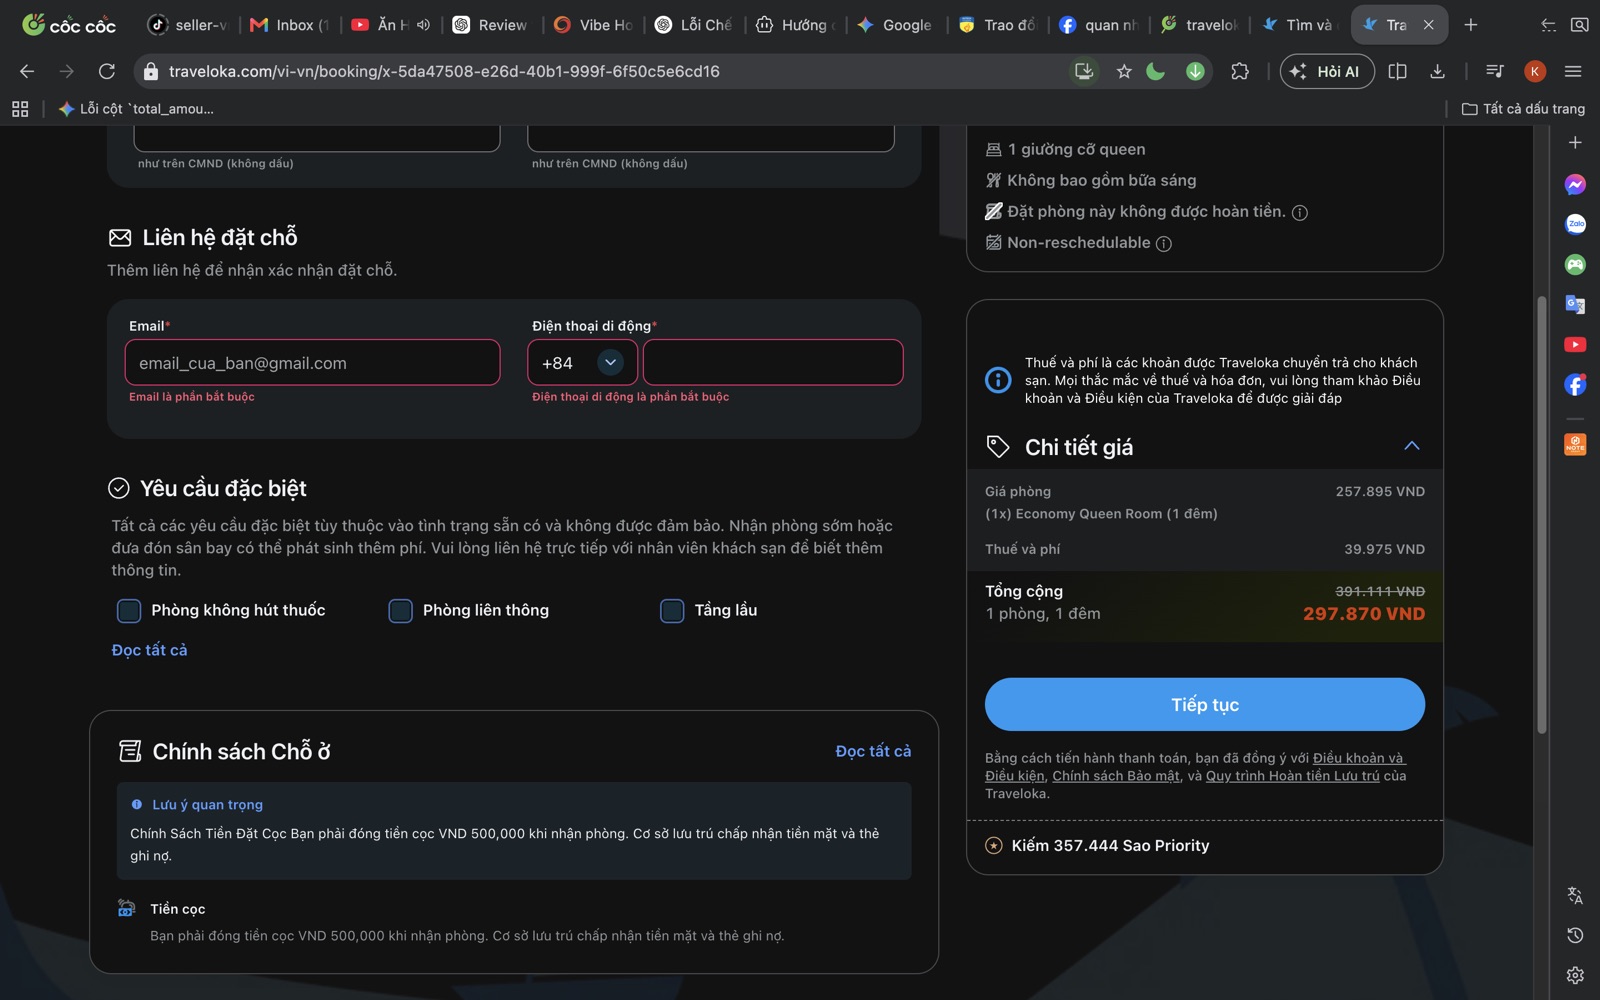 cốc cốc
seller-v
Inbox (1
Ăn H
Review
Vibe Ho
Lỗi Chế
Hướng
Google
Trao đổ
quan nh
travelok
Tìm và
Tra
traveloka.com/vi-vn/booking/x-5da47508-e26d-40b1-999f-6f50c5e6cd16
Hỏi AI
K
Lỗi cột `total_amou...
Tất cả dấu trang
như trên CMND (không dấu)
như trên CMND (không dấu)
Liên hệ đặt chỗ
Thêm liên hệ để nhận xác nhận đặt chỗ.
Email*
Điện thoại di động*
email_cua_ban@gmail.com
+84
Email là phần bắt buộc
Điện thoại di động là phần bắt buộc
Yêu cầu đặc biệt
Tất cả các yêu cầu đặc biệt tùy thuộc vào tình trạng sẵn có và không được đảm bảo. Nhận phòng sớm hoặc
đưa đón sân bay có thể phát sinh thêm phí. Vui lòng liên hệ trực tiếp với nhân viên khách sạn để biết thêm
thông tin.
Phòng không hút thuốc
Phòng liên thông
Tầng lầu
Đọc tất cả
Chính sách Chỗ ở
Đọc tất cả
Lưu ý quan trọng
Chính Sách Tiền Đặt Cọc Bạn phải đóng tiền cọc VND 500,000 khi nhận phòng. Cơ sở lưu trú chấp nhận tiền mặt và thẻ
ghi nợ.
Tiền cọc
Bạn phải đóng tiền cọc VND 500,000 khi nhận phòng. Cơ sở lưu trú chấp nhận tiền mặt và thẻ ghi nợ.
1 giường cỡ queen
Không bao gồm bữa sáng
Đặt phòng này không được hoàn tiền.
Non-reschedulable
Thuế và phí là các khoản được Traveloka chuyển trả cho khách
sạn. Mọi thắc mắc về thuế và hóa đơn, vui lòng tham khảo Điều
khoản và Điều kiện của Traveloka để được giải đáp
Chi tiết giá
Giá phòng
257.895 VND
(1x) Economy Queen Room (1 đêm)
Thuế và phí
39.975 VND
Tổng cộng
391.111 VND
1 phòng, 1 đêm
297.870 VND
Tiếp tục
Bằng cách tiến hành thanh toán, bạn đã đồng ý với Điều khoản và
Điều kiện, Chính sách Bảo mật, và Quy trình Hoàn tiền Lưu trú của
Traveloka.
Kiếm 357.444 Sao Priority
Zalo
NOTE